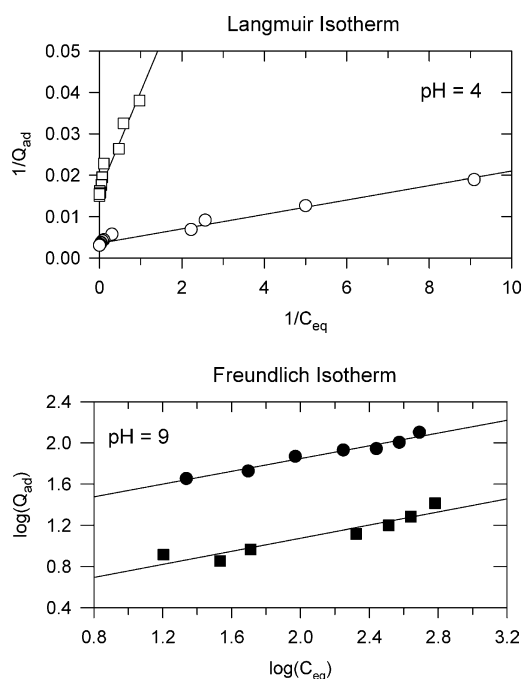 Langmuir Isotherm
0.05
0.04
0.03
0.02
0.01
0.00
1/Q_ad
pH = 4
0 2 4 6 8 10
1/C_eq
Freundlich Isotherm
2.4
2.0
1.6
1.2
0.8
0.4
log(Q_ad)
pH = 9
0.8 1.2 1.6 2.0 2.4 2.8 3.2
log(C_eq)